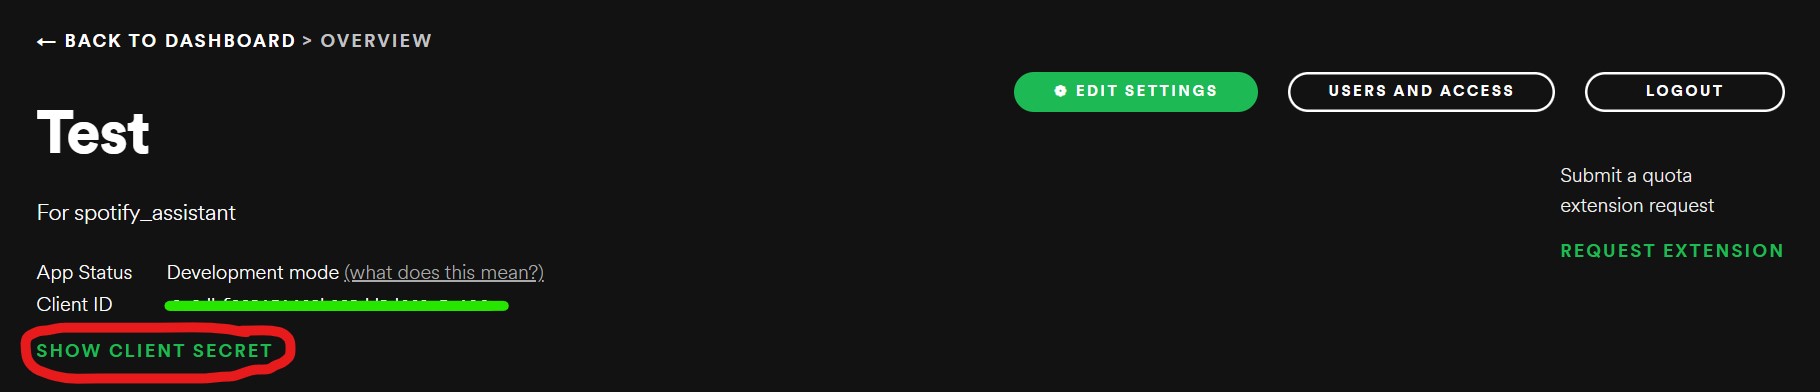 ← BACK TO DASHBOARD > OVERVIEW
EDIT SETTINGS
USERS AND ACCESS
LOGOUT
Test
Submit a quota
extension request
For spotify_assistant
REQUEST EXTENSION
App Status Development mode (what does this mean?)
Client ID
SHOW CLIENT SECRET